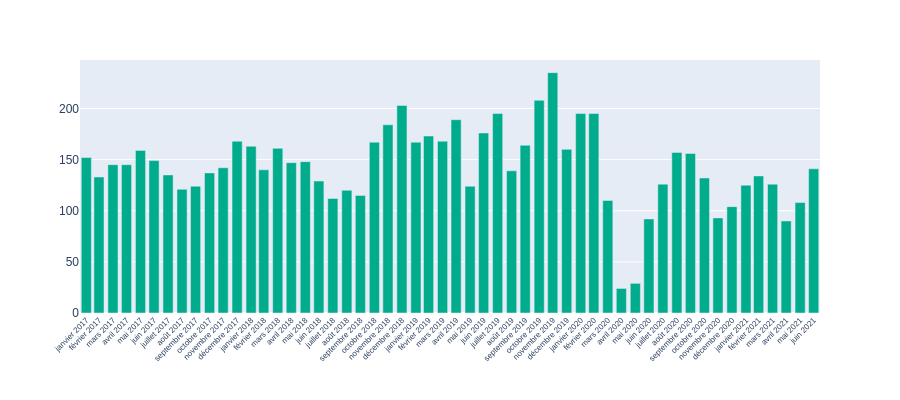 200
150
100
50
0
janvier 2017
février 2017
mars 2017
avril 2017
mai 2017
juin 2017
juillet 2017
août 2017
septembre 2017
octobre 2017
novembre 2017
décembre 2017
janvier 2018
février 2018
mars 2018
avril 2018
mai 2018
juin 2018
juillet 2018
août 2018
septembre 2018
octobre 2018
novembre 2018
décembre 2018
janvier 2019
février 2019
mars 2019
avril 2019
mai 2019
juin 2019
juillet 2019
août 2019
septembre 2019
octobre 2019
novembre 2019
décembre 2019
janvier 2020
février 2020
mars 2020
avril 2020
mai 2020
juin 2020
juillet 2020
août 2020
septembre 2020
octobre 2020
novembre 2020
décembre 2020
janvier 2021
février 2021
mars 2021
avril 2021
mai 2021
juin 2021